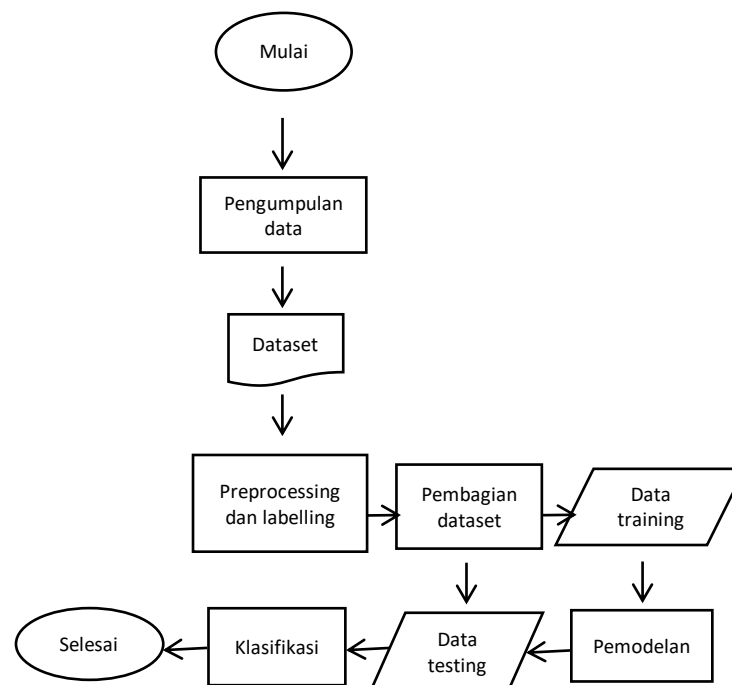 Mulai
Pengumpulan
data
Dataset
Preprocessing
dan labelling
Pembagian
dataset
Data
training
Selesai
Klasifikasi
Data
testing
Pemodelan